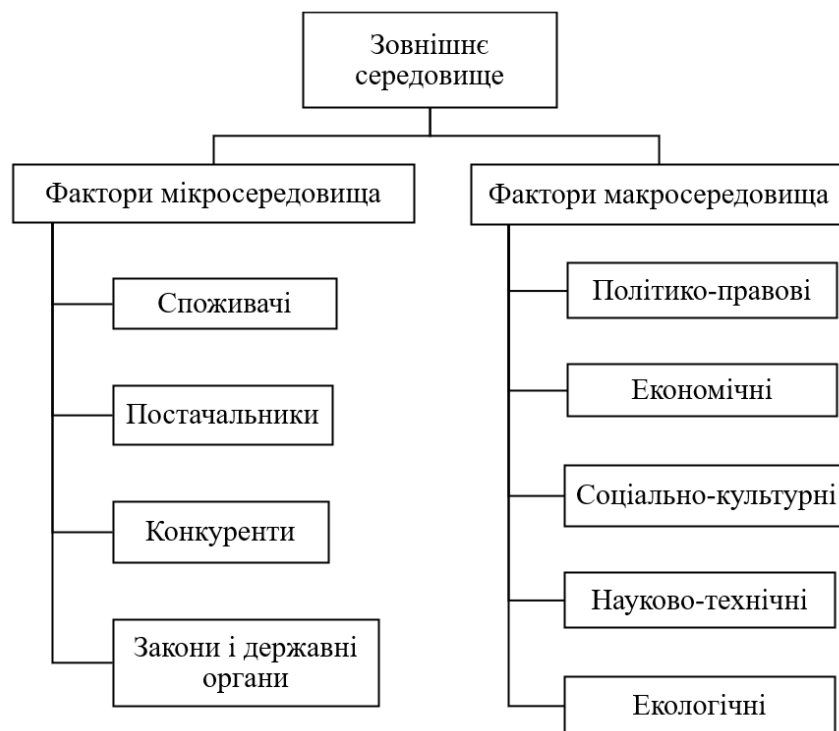 Зовнішнє
середовище
Фактори мікросередовища
Споживачі
Постачальники
Конкуренти
Закони і державні
органи
Фактори макросередовища
Політико-правові
Економічні
Соціально-культурні
Науково-технічні
Екологічні